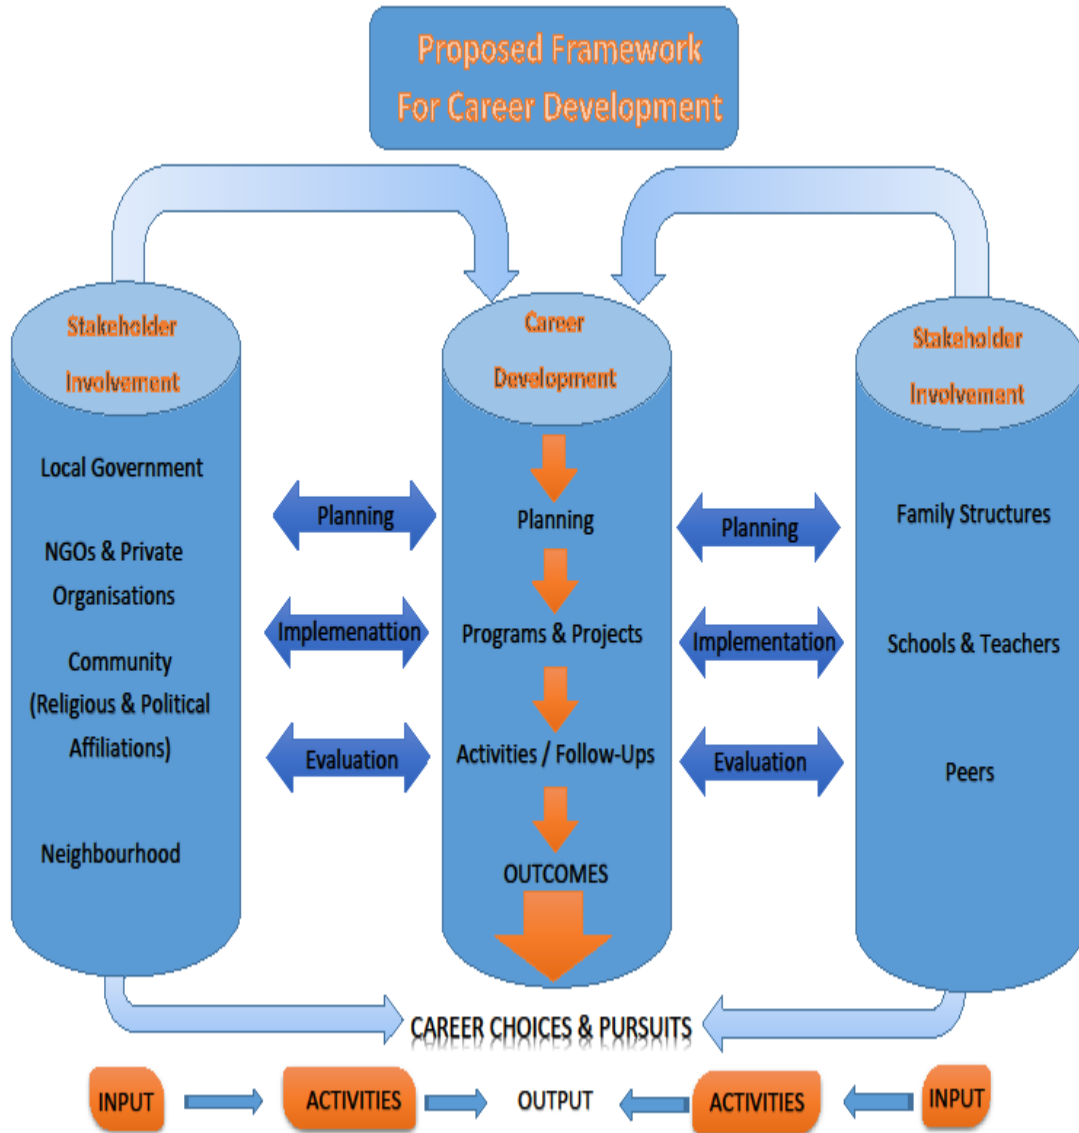 Proposed Framework
For Career Development
Stakeholder
Involvement
Local Government
NGOs & Private
Organisations
Community
(Religious & Political
Affiliations)
Neighbourhood
Planning
Implemenattion
Evaluation
Career
Development
Planning
Programs & Projects
Activities / Follow-Ups
OUTCOMES
Planning
Implementation
Evaluation
Stakeholder
Involvement
Family Structures
Schools & Teachers
Peers
CAREER CHOICES & PURSUITS
INPUT
ACTIVITIES
OUTPUT
ACTIVITIES
INPUT